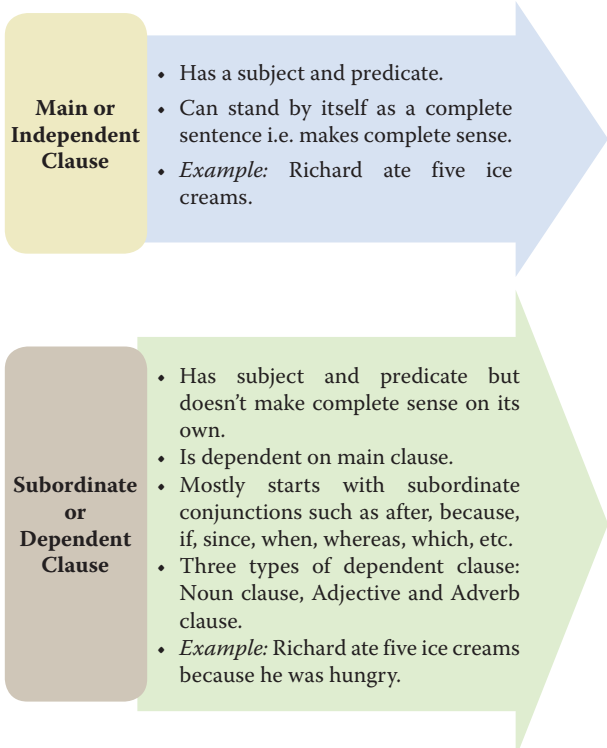 Main or
Independent
Clause
• Has a subject and predicate.
• Can stand by itself as a complete
sentence i.e. makes complete sense.
• Example: Richard ate five ice
creams.
Subordinate
or
Dependent
Clause
• Has subject and predicate but
doesn't make complete sense on its
own.
• Is dependent on main clause.
• Mostly starts with subordinate
conjunctions such as after, because,
if, since, when, whereas, which, etc.
• Three types of dependent clause:
Noun clause, Adjective and Adverb
clause.
• Example: Richard ate five ice creams
because he was hungry.